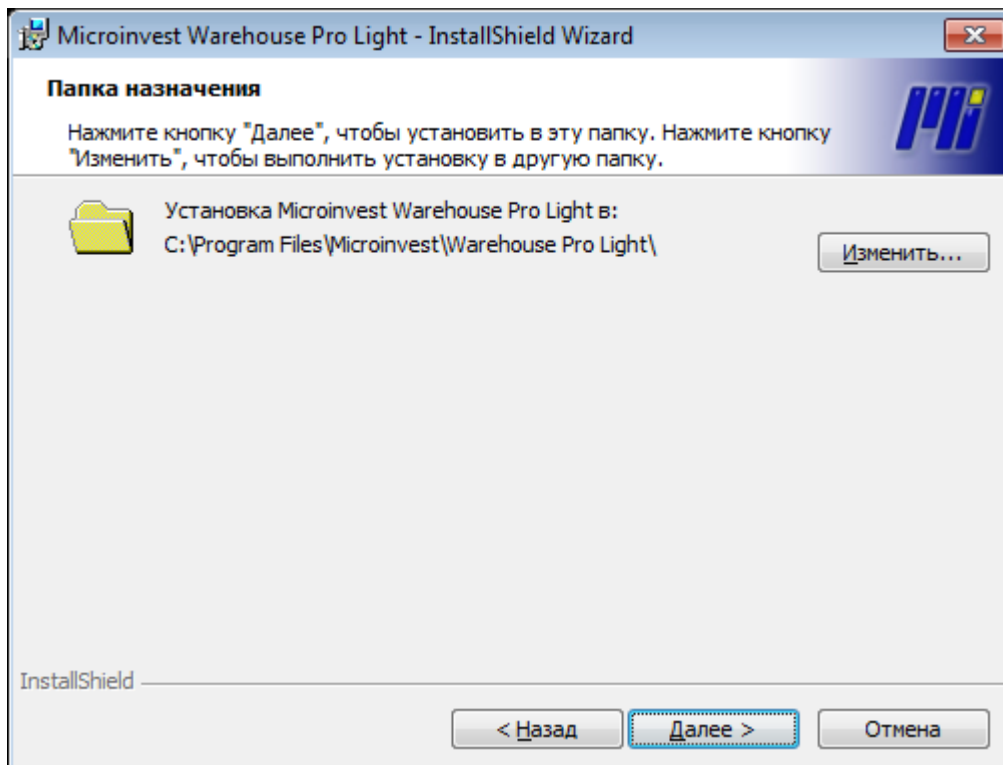 Microinvest Warehouse Pro Light - InstallShield Wizard
Папка назначения
Нажмите кнопку "Далее", чтобы установить в эту папку. Нажмите кнопку
"Изменить", чтобы выполнить установку в другую папку.
Установка Microinvest Warehouse Pro Light в:
C:\Program Files\Microinvest\Warehouse Pro Light\
Изменить...
InstallShield
< Назад
Далее >
Отмена